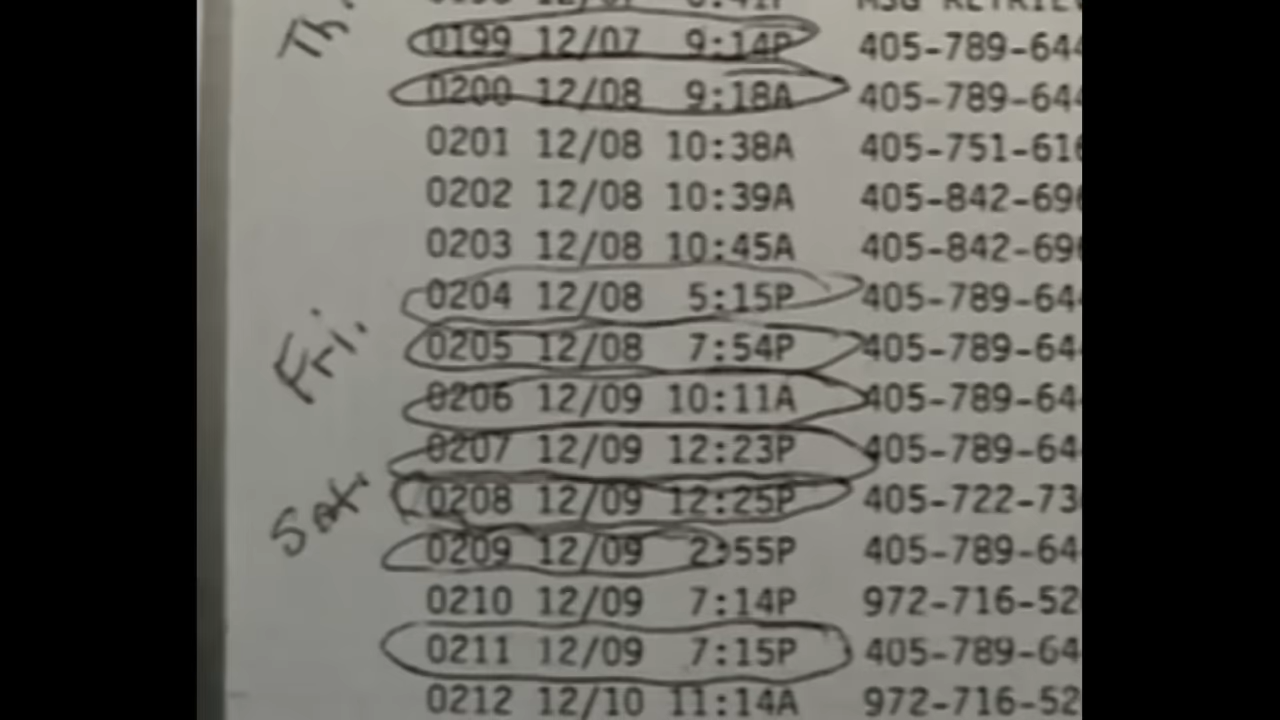 Th.
0199 12/07 9:14P 405-789-644
0200 12/08 9:18A 405-789-644
0201 12/08 10:38A 405-751-616
0202 12/08 10:39A 405-842-696
0203 12/08 10:45A 405-842-696
0204 12/08 5:15P 405-789-64
Fri.
0205 12/08 7:54P 405-789-64
0206 12/09 10:11A 405-789-64
0207 12/09 12:23P 405-789-64
Sat.
0208 12/09 12:25P 405-722-73
0209 12/09 2:55P 405-789-64
0210 12/09 7:14P 972-716-52
0211 12/09 7:15P 405-789-64
0212 12/10 11:14A 972-716-52